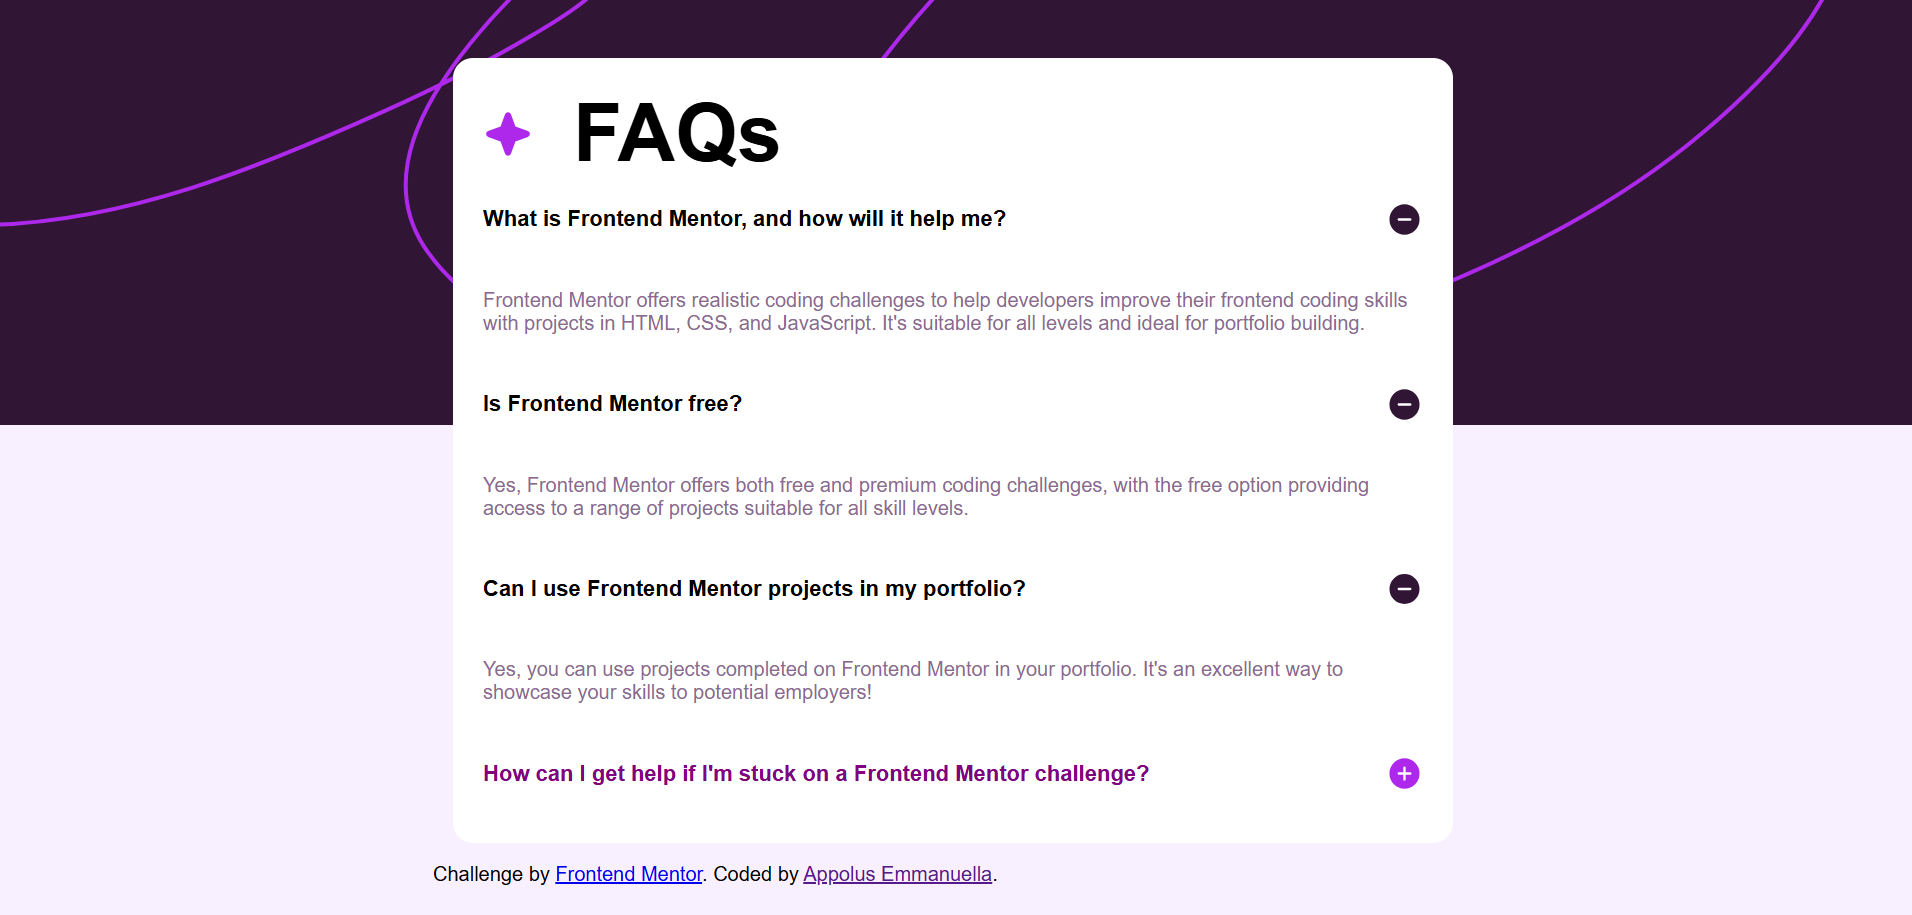 FAQs
What is Frontend Mentor, and how will it help me?
Frontend Mentor offers realistic coding challenges to help developers improve their frontend coding skills
with projects in HTML, CSS, and JavaScript. It's suitable for all levels and ideal for portfolio building.
Is Frontend Mentor free?
Yes, Frontend Mentor offers both free and premium coding challenges, with the free option providing
access to a range of projects suitable for all skill levels.
Can I use Frontend Mentor projects in my portfolio?
Yes, you can use projects completed on Frontend Mentor in your portfolio. It's an excellent way to
showcase your skills to potential employers!
How can I get help if I'm stuck on a Frontend Mentor challenge?
Challenge by Frontend Mentor. Coded by Appolus Emmanuella.